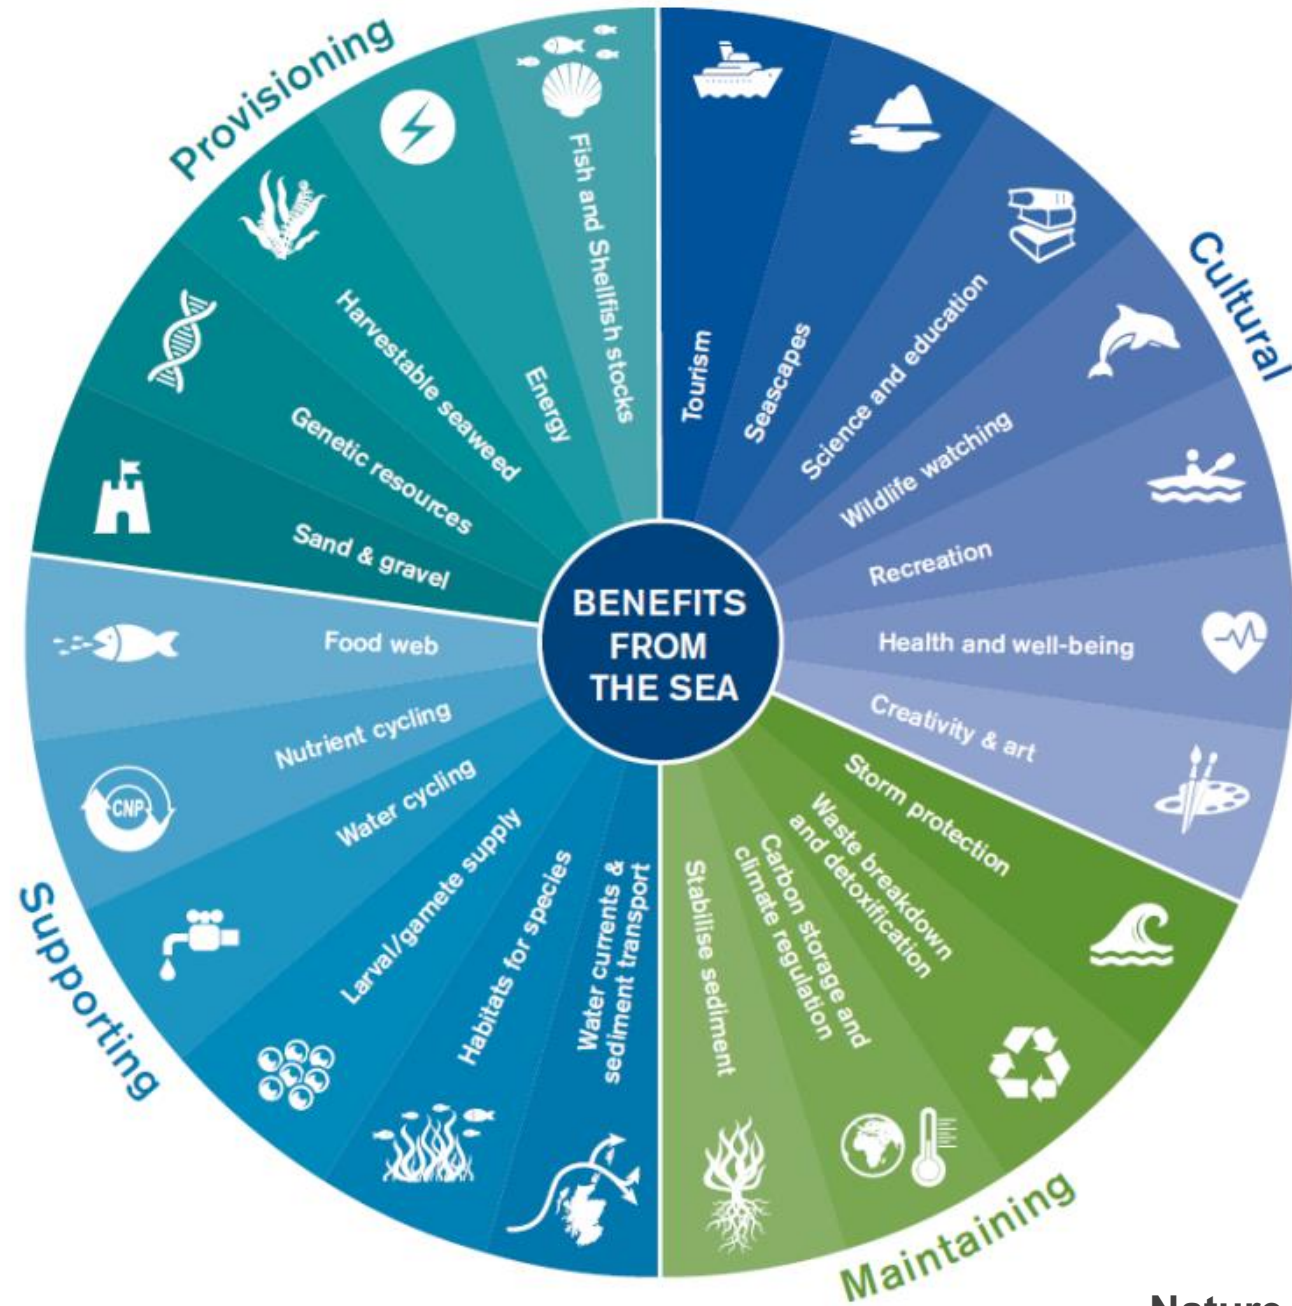 Provisioning
Fish and Shellfish stocks
Energy
Harvestable seaweed
Genetic resources
Sand & gravel
Cultural
Tourism
Seascapes
Science and education
Wildlife watching
Recreation
Health and well-being
Creativity & art
BENEFITS
FROM
THE SEA
Supporting
Food web
Nutrient cycling
CNP
Water cycling
Larval/gamete supply
Habitats for species
Water currents &
sediment transport
Maintaining
Storm protection
Waste breakdown
and detoxification
Carbon storage and
climate regulation
Stabilise sediment